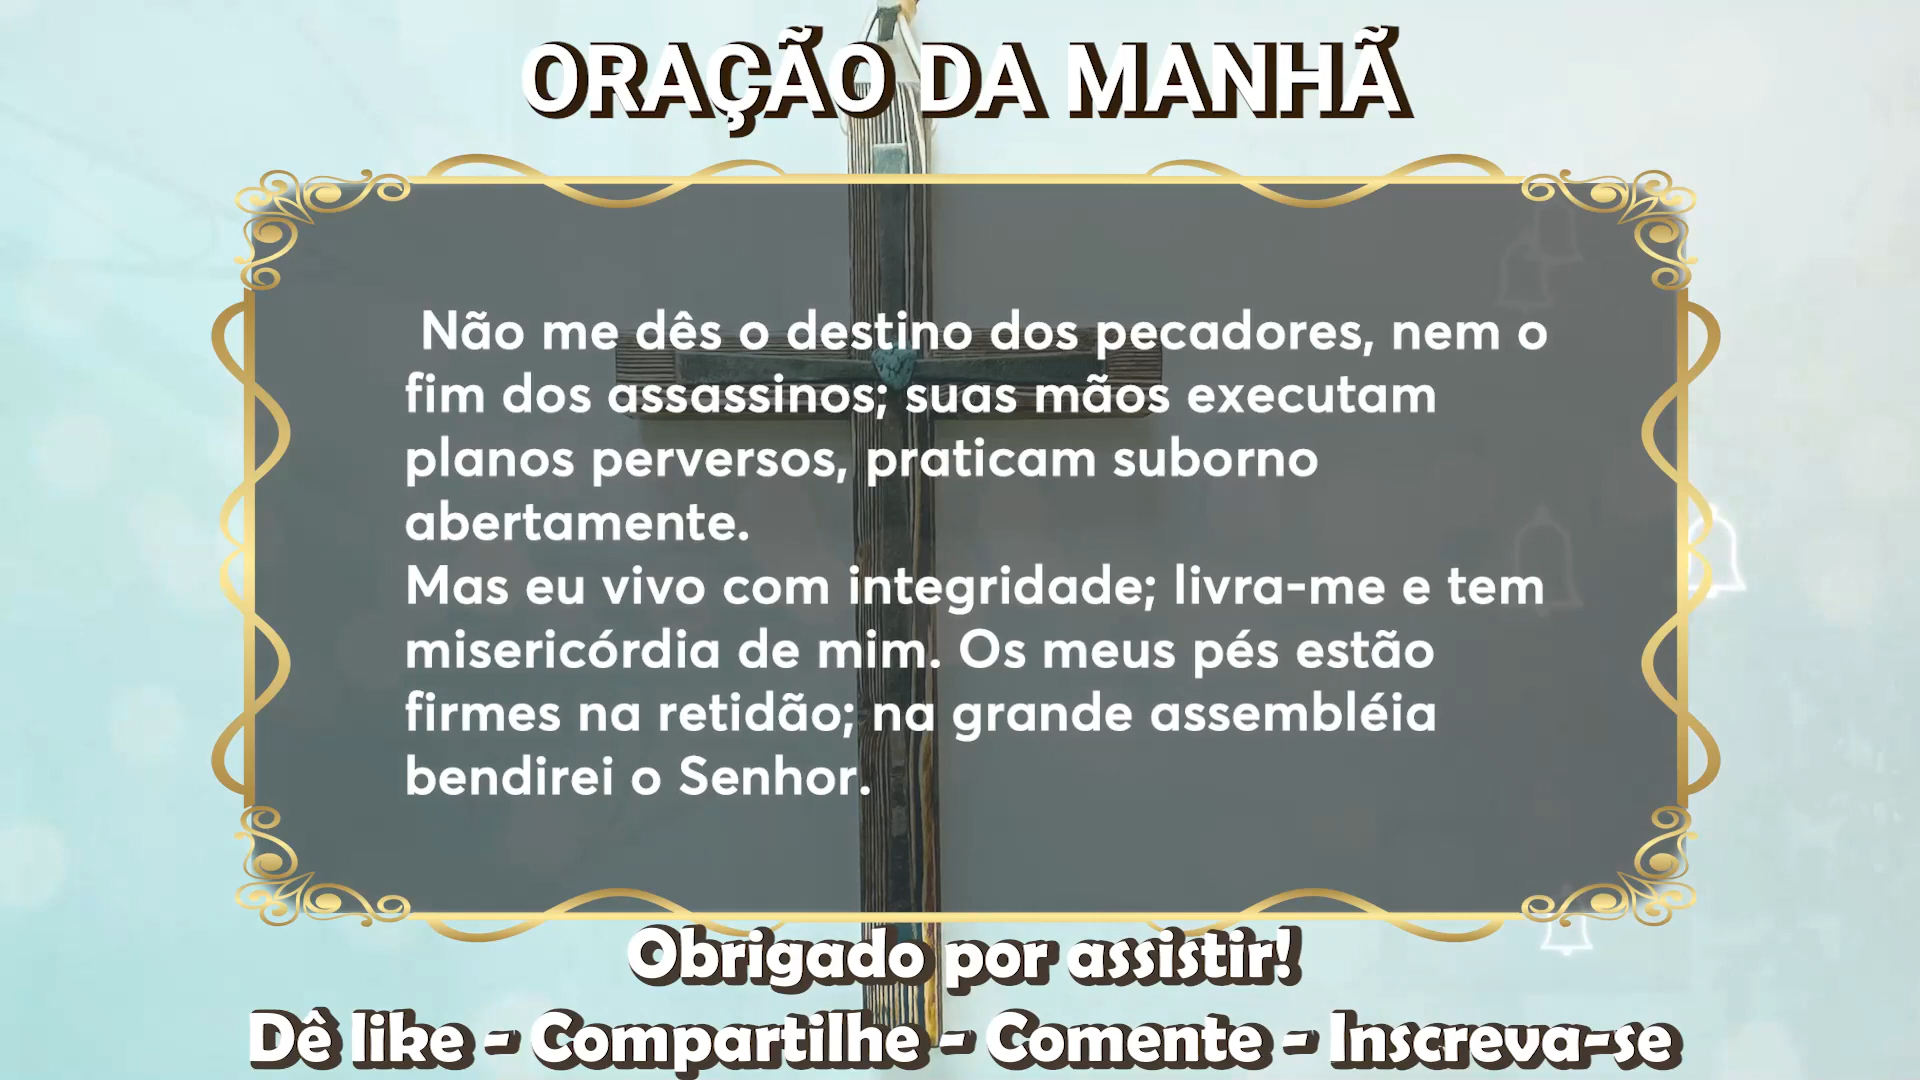 ORAÇÃO DA MANHÃ
Não me dês o destino dos pecadores, nem o
fim dos assassinos; suas mãos executam
planos perversos, praticam suborno
abertamente.
Mas eu vivo com integridade; livra-me e tem
misericórdia de mim. Os meus pés estão
firmes na retidão; na grande assembléia
bendirei o Senhor.
Obrigado por assistir!
Dê like - Compartilhe - Comente - Inscreva-se